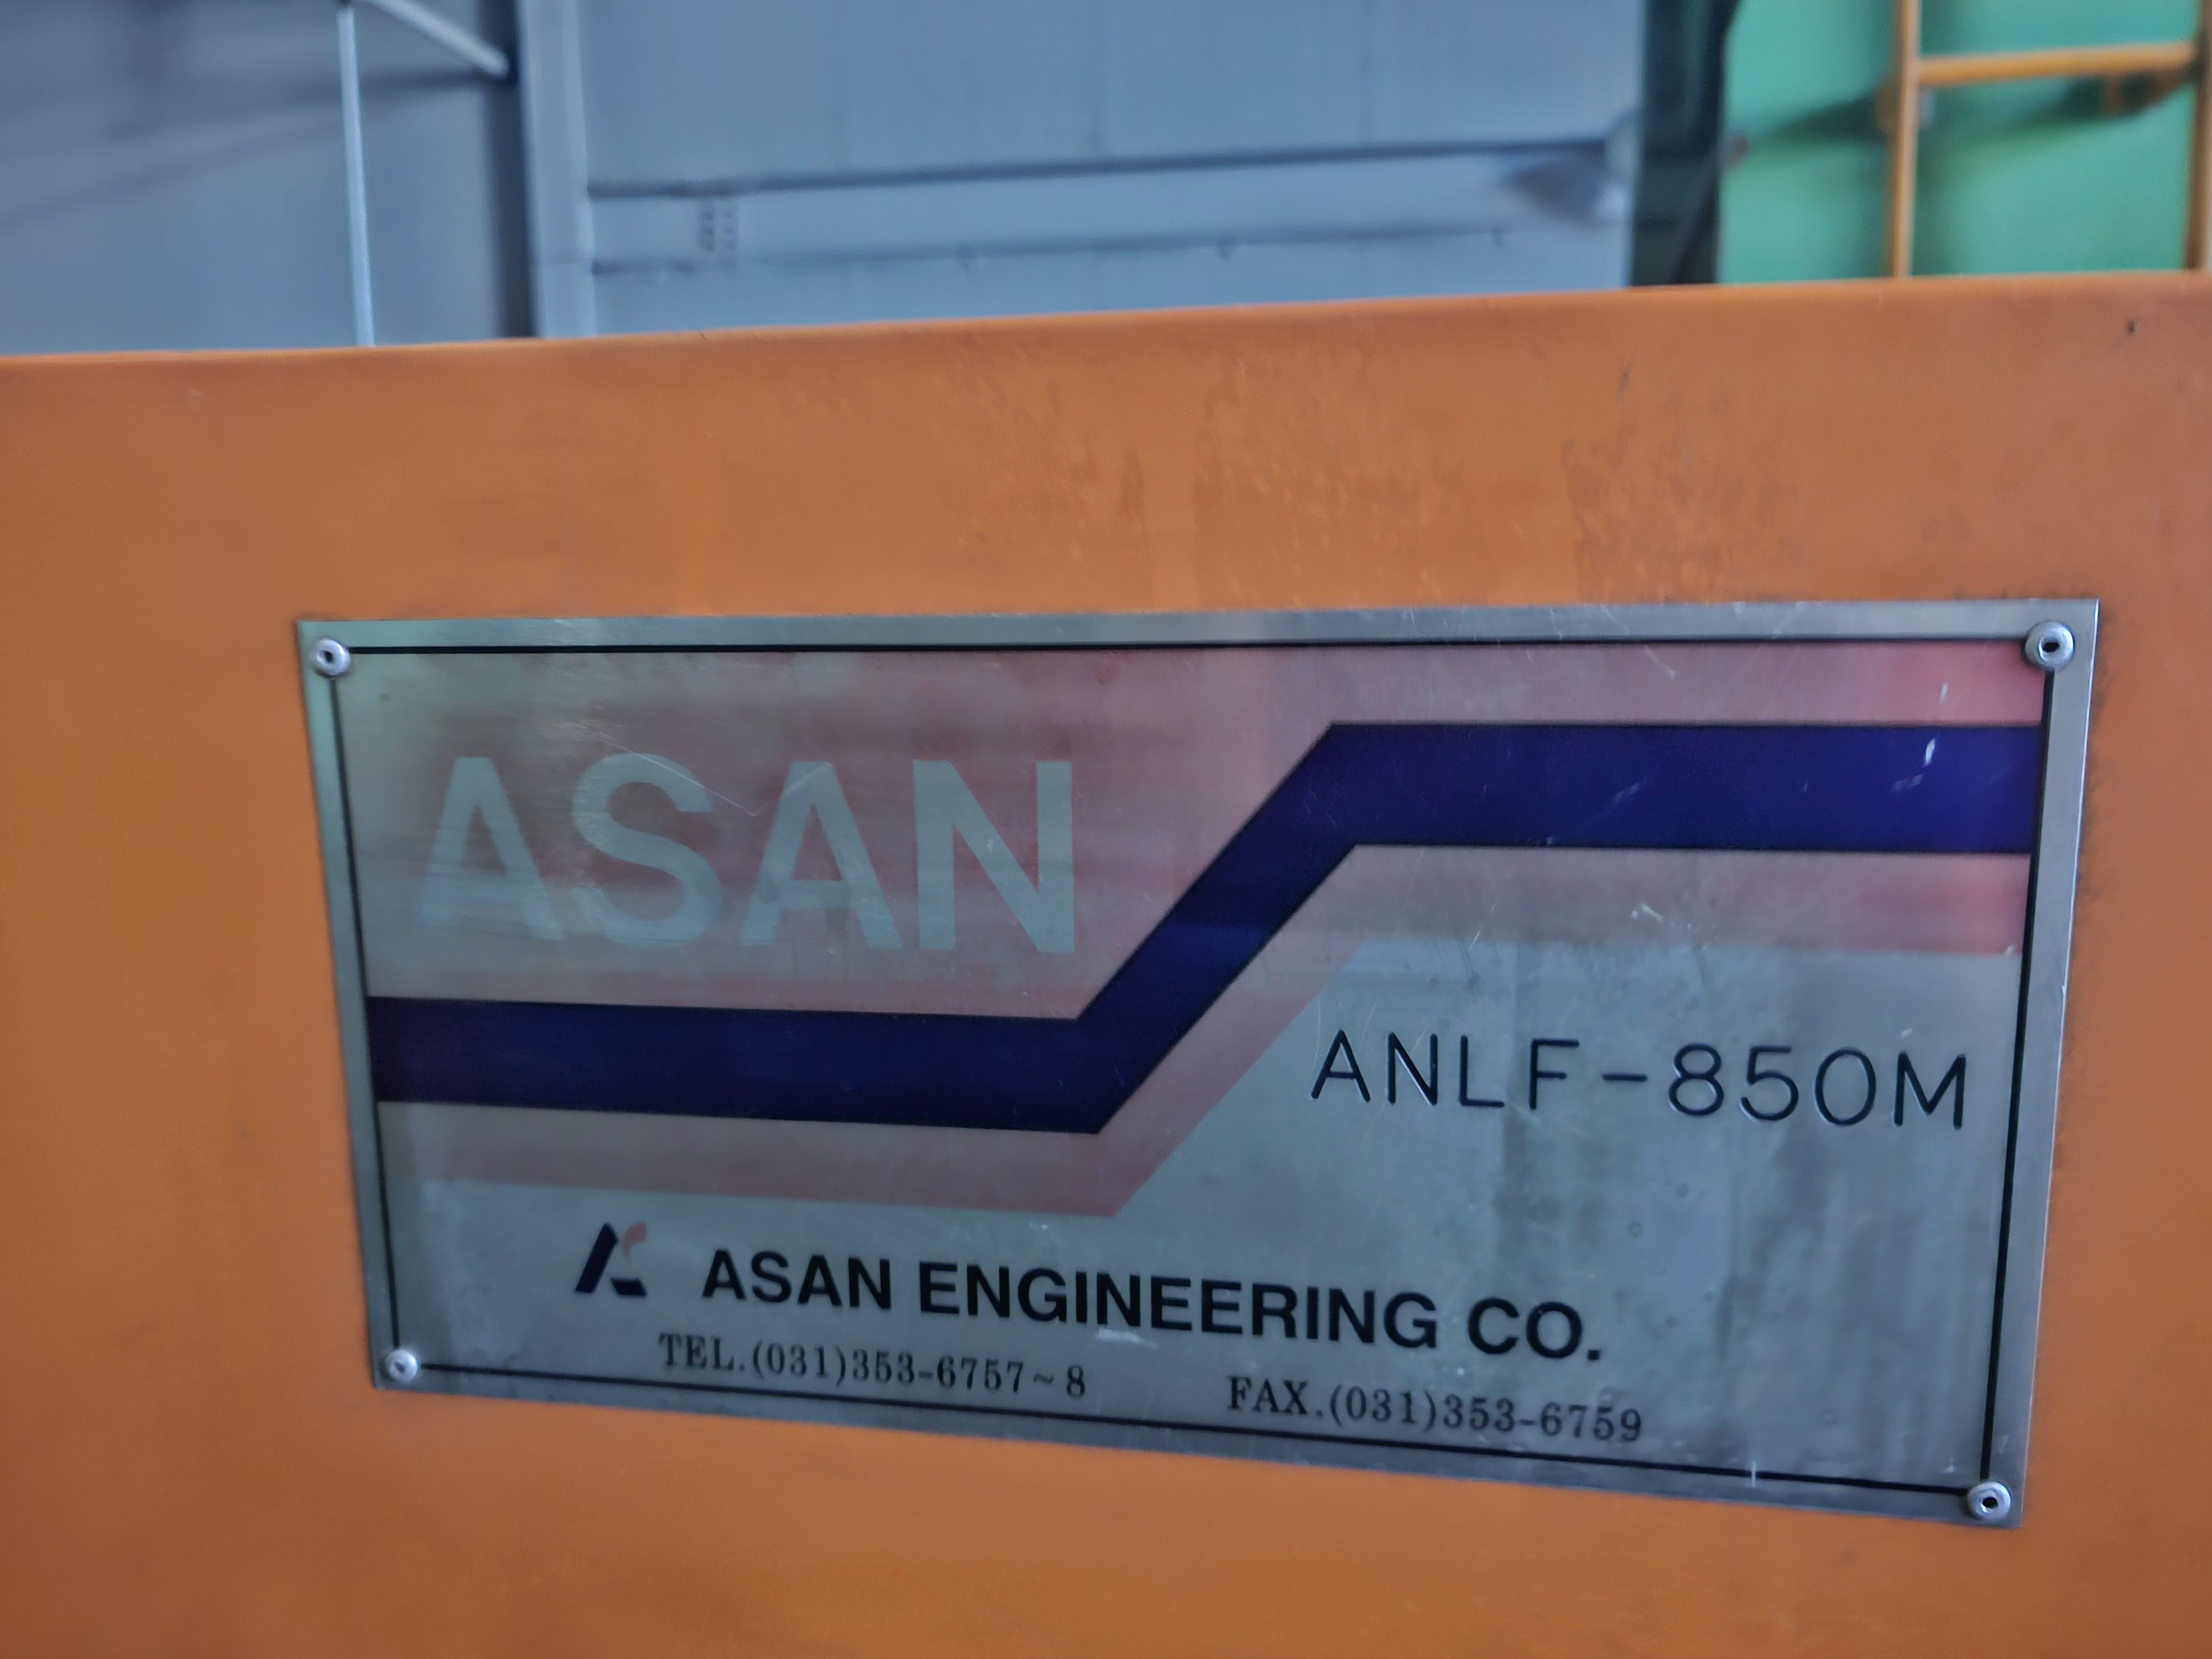 ASAN
ANLF-850M
ASAN ENGINEERING CO.
TEL.(031)353-6757~8 FAX.(031)353-6759